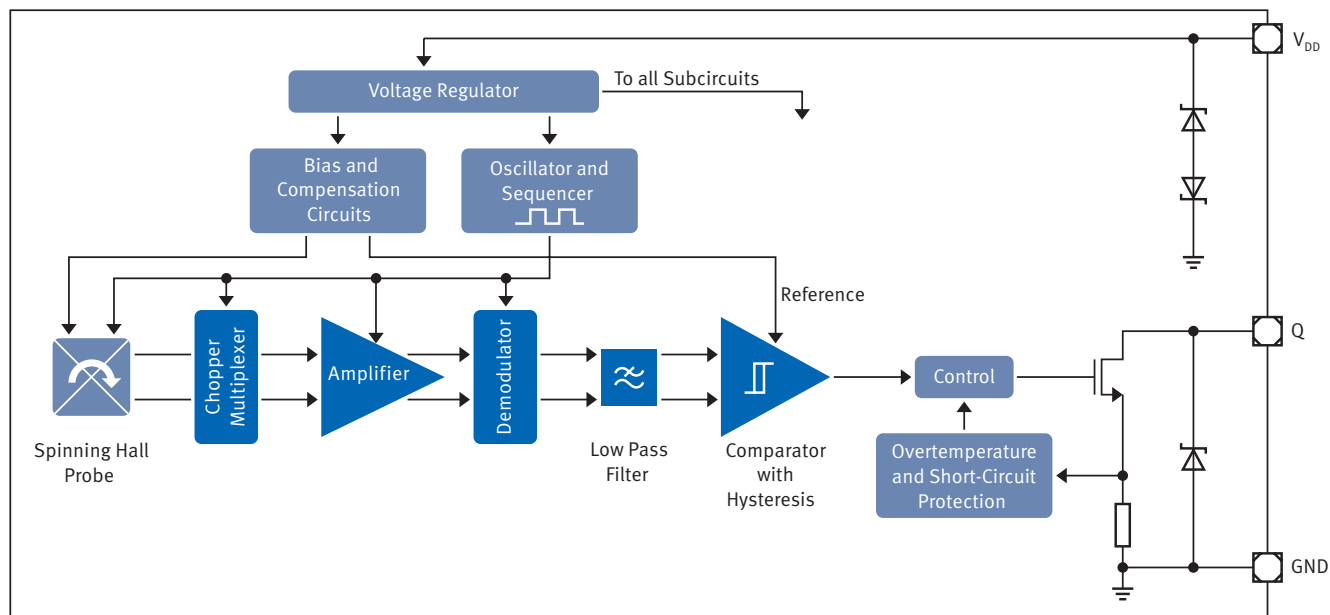 V_DD
To all Subcircuits
Voltage Regulator
Bias and
Compensation
Circuits
Oscillator and
Sequencer
Reference
Q
Chopper
Multiplexer
Amplifier
Demodulator
Control
Spinning Hall
Probe
Low Pass
Filter
Comparator
with
Hysteresis
Overtemperature
and Short-Circuit
Protection
GND